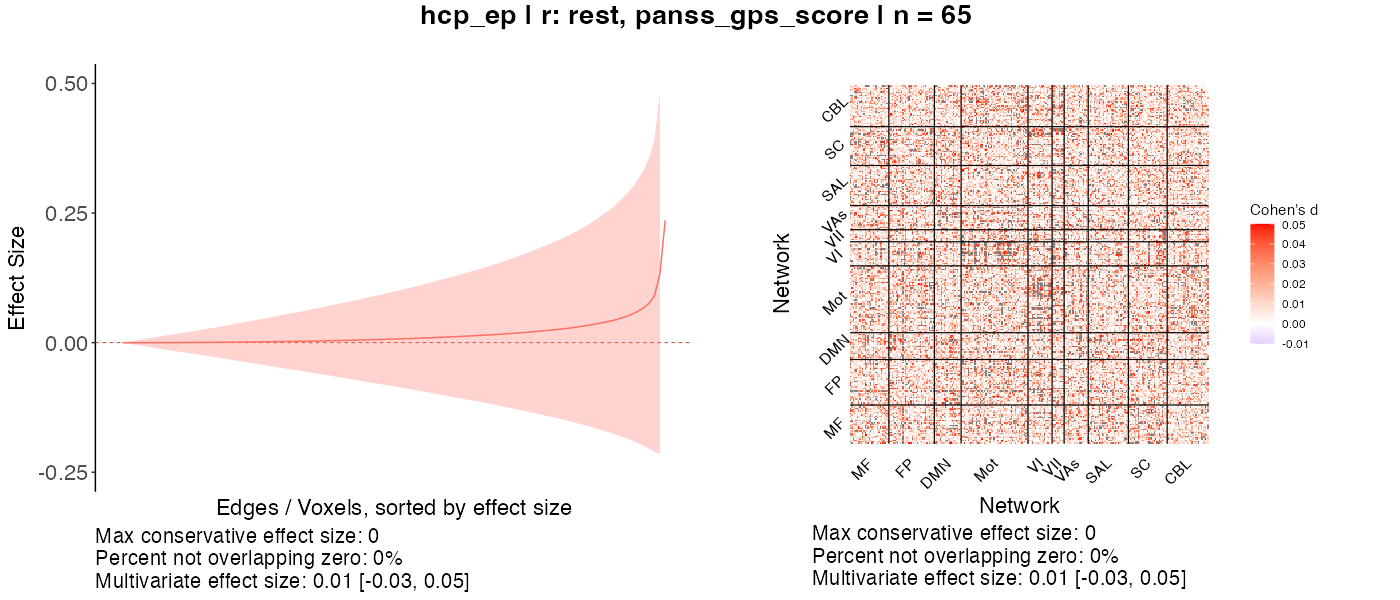 hcp_ep | r: rest, panss_gps_score | n = 65
0.50
0.25
0.00
-0.25
Effect Size
Edges / Voxels, sorted by effect size
Max conservative effect size: 0
Percent not overlapping zero: 0%
Multivariate effect size: 0.01 [-0.03, 0.05]
Network
CBL
SC
SAL
VAs
VII
VI
Mot
DMN
FP
MF
MF
FP
DMN
Mot
VI
VII
VAs
SAL
SC
CBL
Network
Max conservative effect size: 0
Percent not overlapping zero: 0%
Multivariate effect size: 0.01 [-0.03, 0.05]
Cohen's d
0.05
0.04
0.03
0.02
0.01
0.00
-0.01